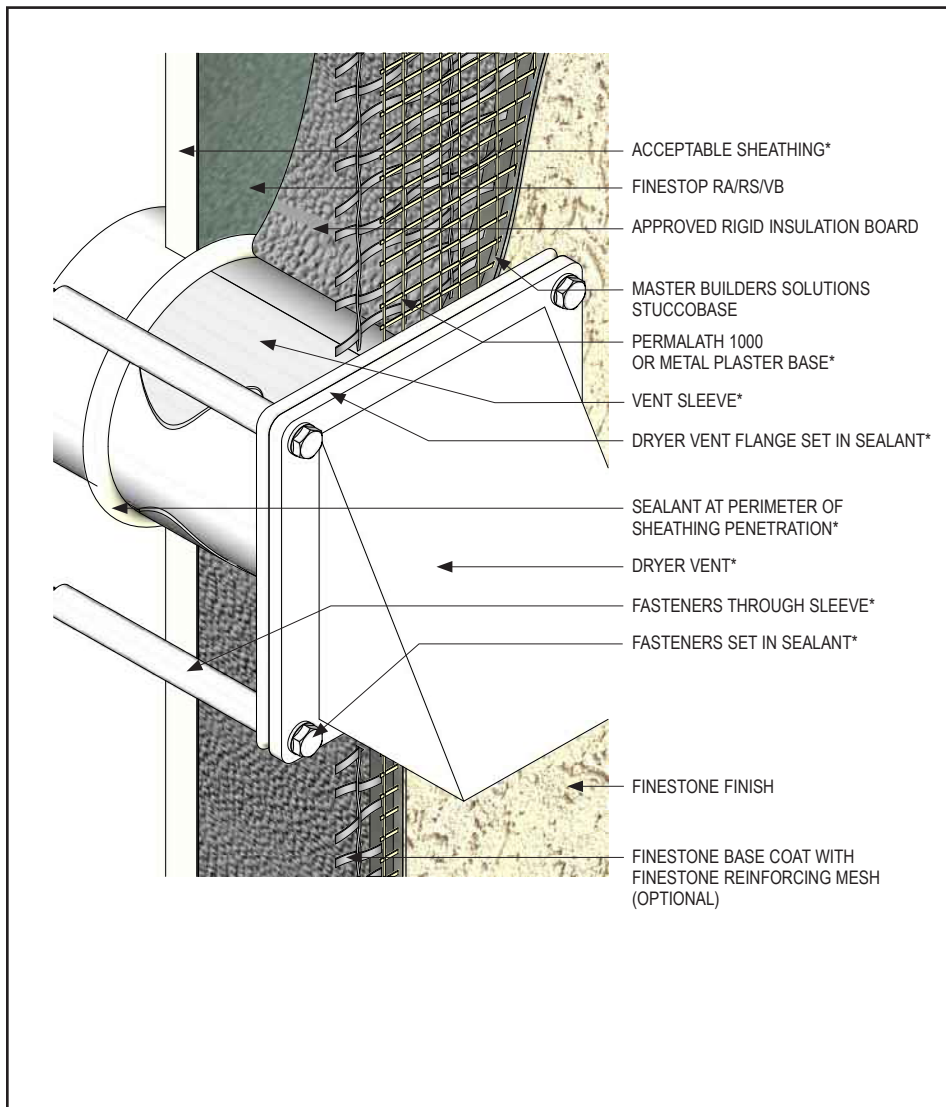 ACCEPTABLE SHEATHING*
FINESTOP RA/RS/VB
APPROVED RIGID INSULATION BOARD
MASTER BUILDERS SOLUTIONS
STUCCOBASE
PERMALATH 1000
OR METAL PLASTER BASE*
VENT SLEEVE*
DRYER VENT FLANGE SET IN SEALANT*
SEALANT AT PERIMETER OF
SHEATHING PENETRATION*
DRYER VENT*
FASTENERS THROUGH SLEEVE*
FASTENERS SET IN SEALANT*
FINESTONE FINISH
FINESTONE BASE COAT WITH
FINESTONE REINFORCING MESH
(OPTIONAL)